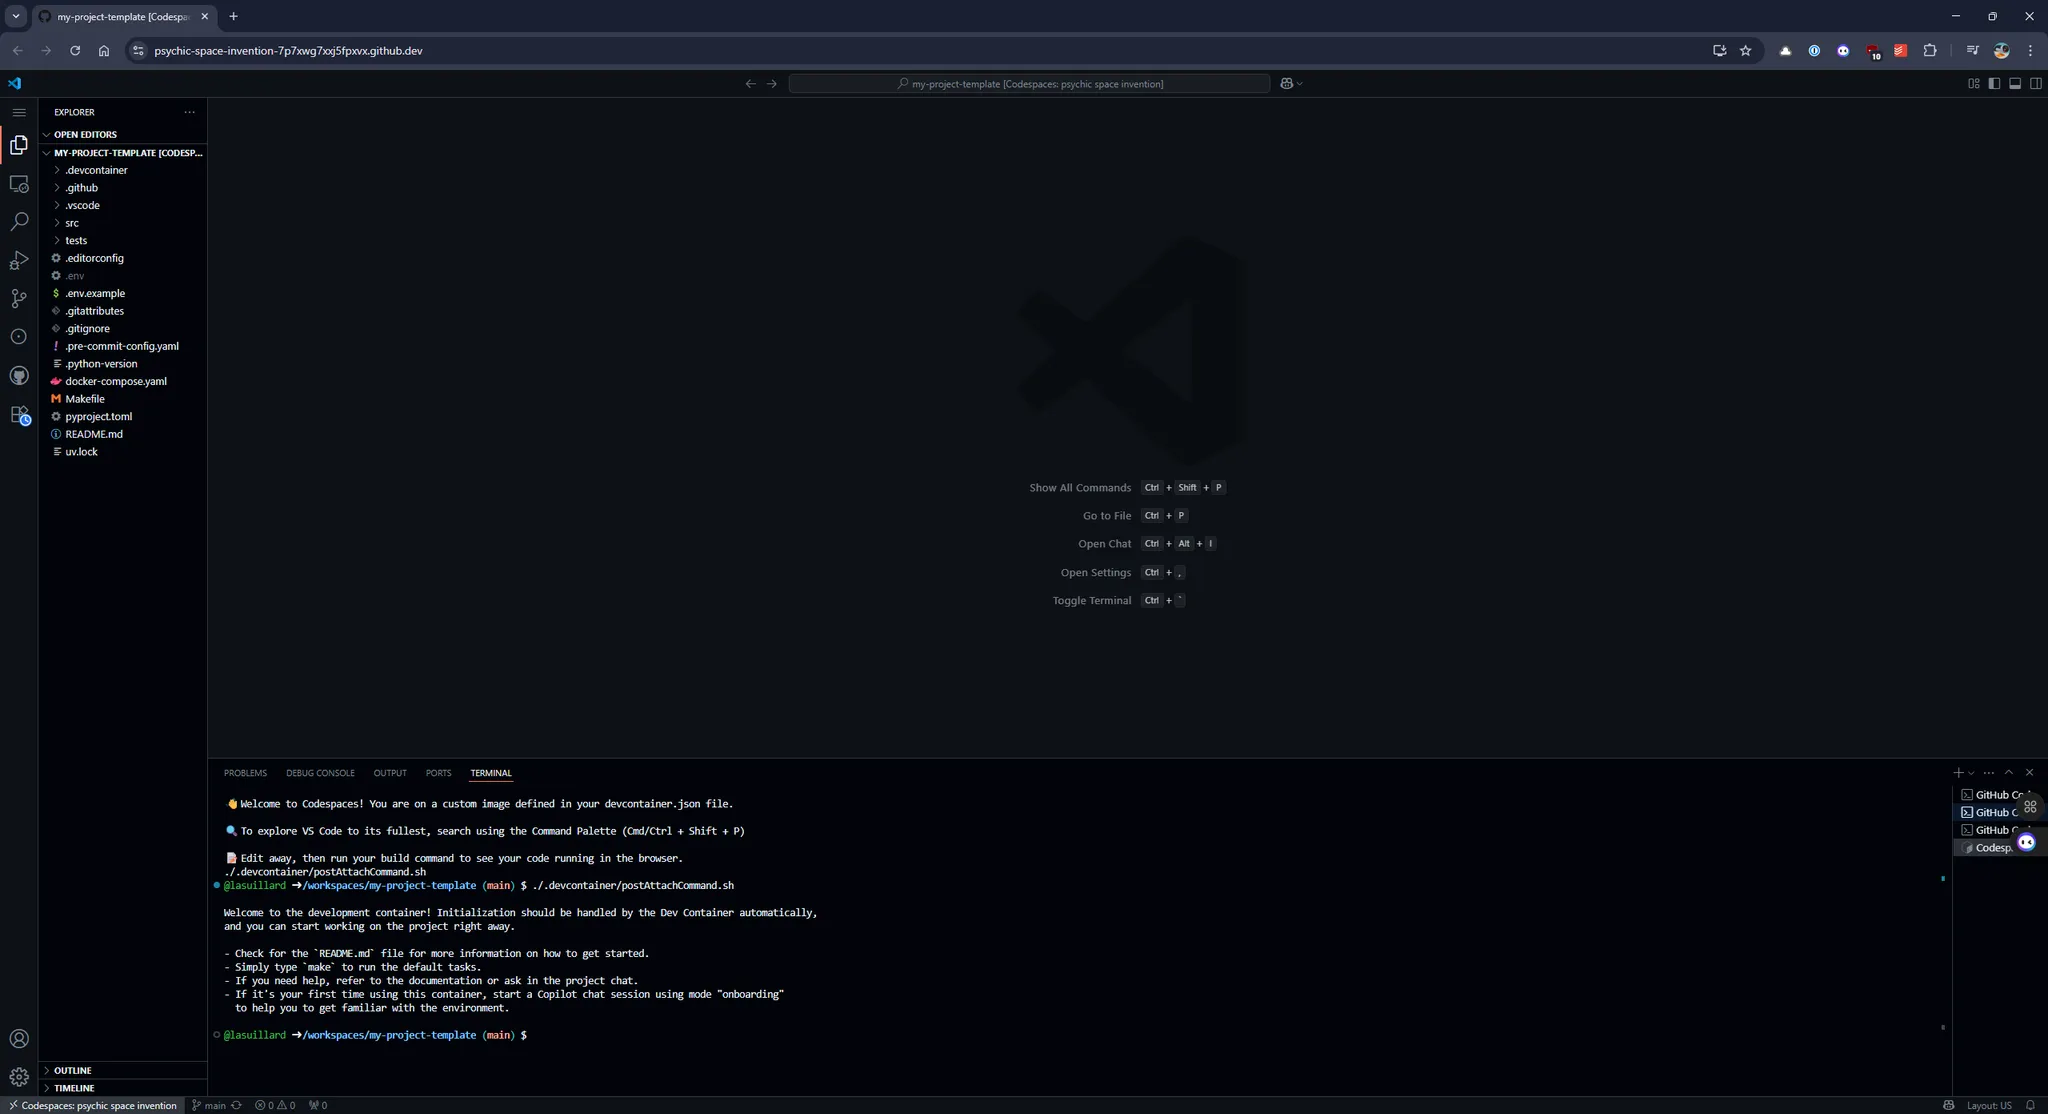 my-project-template [Codespa
psychic-space-invention-7p7xwg7xxj5fpxvx.github.dev
10
my-project-template [Codespaces: psychic space invention]
EXPLORER
OPEN EDITORS
MY-PROJECT-TEMPLATE [CODESP...
.devcontainer
.github
.vscode
src
tests
.editorconfig
.env
$ .env.example
.gitattributes
.gitignore
! .pre-commit-config.yaml
.python-version
docker-compose.yaml
M Makefile
pyproject.toml
README.md
uv.lock
Show All Commands Ctrl + Shift + P
Go to File Ctrl + P
Open Chat Ctrl + Alt + I
Open Settings Ctrl + ,
Toggle Terminal Ctrl + `
PROBLEMS DEBUG CONSOLE OUTPUT PORTS TERMINAL
👋 Welcome to Codespaces! You are on a custom image defined in your devcontainer.json file.
🔍 To explore VS Code to its fullest, search using the Command Palette (Cmd/Ctrl + Shift + P)
📝 Edit away, then run your build command to see your code running in the browser.
./.devcontainer/postAttachCommand.sh
@lasuillard ➜/workspaces/my-project-template (main) $ ./.devcontainer/postAttachCommand.sh
Welcome to the development container! Initialization should be handled by the Dev Container automatically,
and you can start working on the project right away.
- Check for the `README.md` file for more information on how to get started.
- Simply type `make` to run the default tasks.
- If you need help, refer to the documentation or ask in the project chat.
- If it's your first time using this container, start a Copilot chat session using mode "onboarding"
to help you to get familiar with the environment.
@lasuillard ➜/workspaces/my-project-template (main) $
GitHub Co
GitHub C
GitHub C
Codesp
OUTLINE
TIMELINE
Codespaces: psychic space invention main 0 0 0 Layout: US